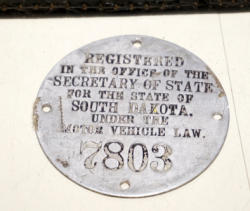 REGISTERED
IN THE OFFICE OF THE
SECRETARY OF STATE
FOR THE STATE OF
SOUTH DAKOTA.
UNDER THE
MOTOR VEHICLE LAW.
7803